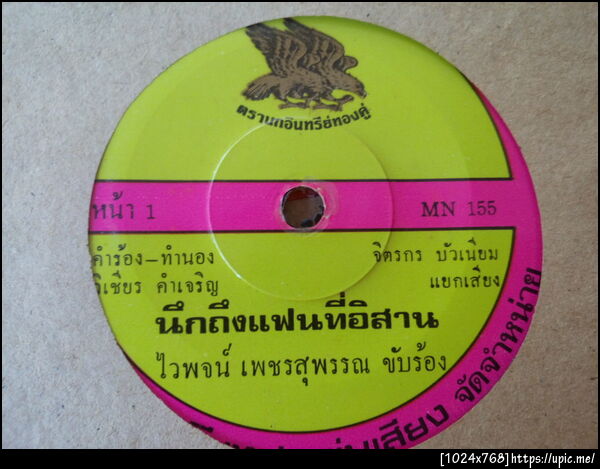 ตรานกอินทรีย์ทองคู่
หน้า 1 MN 155
คำร้อง-ทำนอง จิตรกร บัวเนียม
วิเชียร คำเจริญ แยกเสียง
นึกถึงแฟนที่อิสาน
ไวพจน์ เพชรสุพรรณ ขับร้อง
จัดจำหน่าย
[1024x768]https://upic.me/